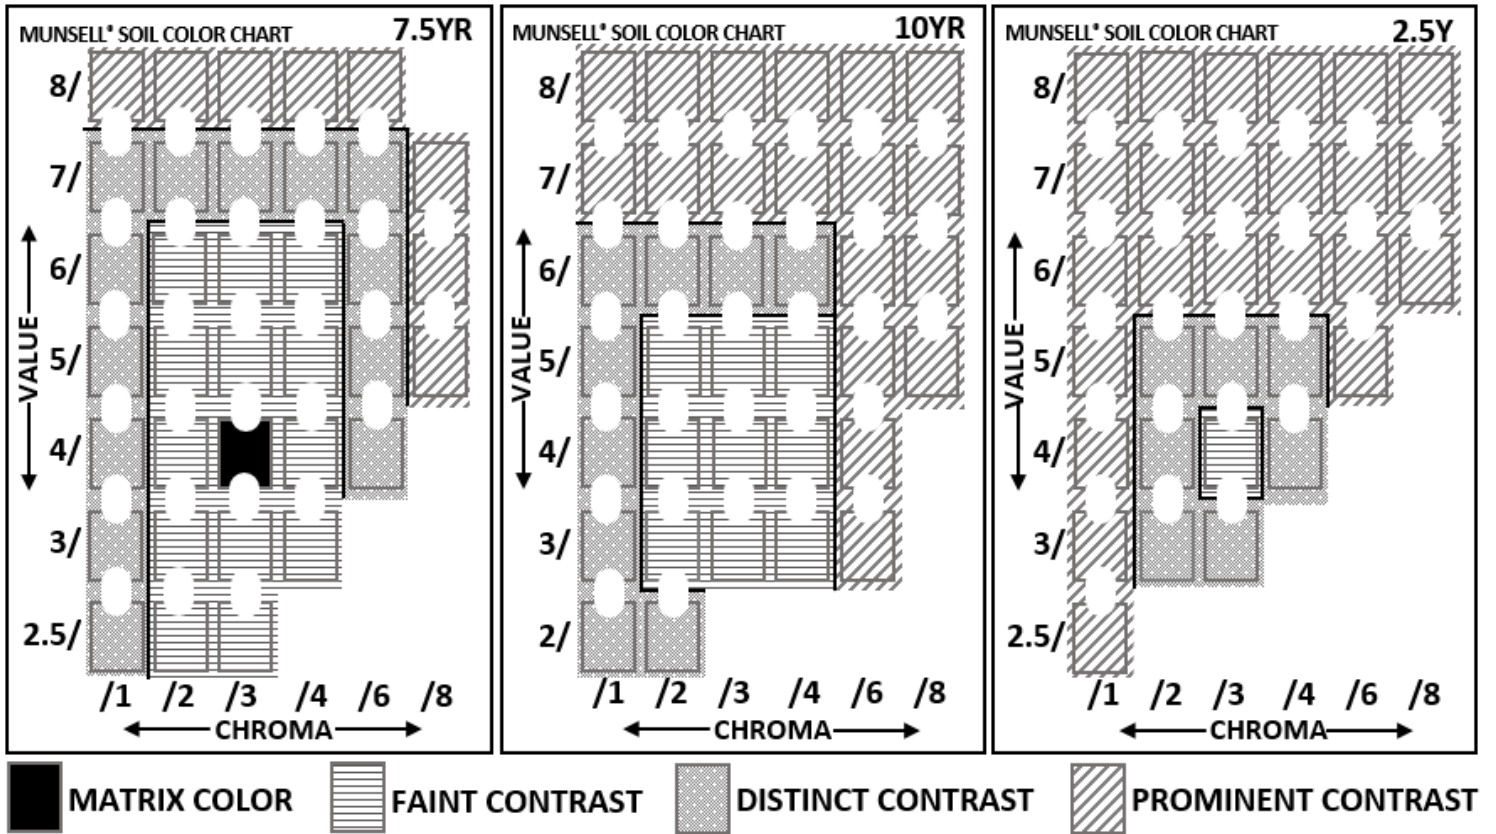 MUNSELL® SOIL COLOR CHART 7.5YR
8/
7/
6/
5/
4/
3/
2.5/
VALUE
/1 /2 /3 /4 /6 /8
CHROMA
MUNSELL® SOIL COLOR CHART 10YR
8/
7/
6/
5/
4/
3/
2/
VALUE
/1 /2 /3 /4 /6 /8
CHROMA
MUNSELL® SOIL COLOR CHART 2.5Y
8/
7/
6/
5/
4/
3/
2.5/
VALUE
/1 /2 /3 /4 /6 /8
CHROMA
MATRIX COLOR FAINT CONTRAST DISTINCT CONTRAST PROMINENT CONTRAST